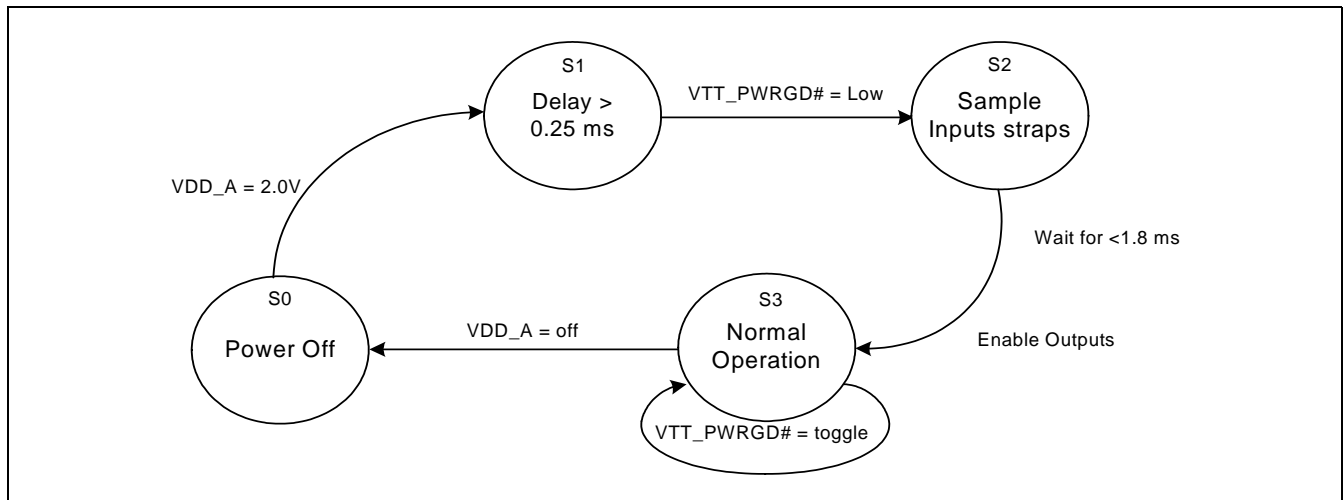 S1
Delay >
0.25 ms
VTT_PWRGD# = Low
S2
Sample
Inputs straps
VDD_A = 2.0V
Wait for <1.8 ms
S0
Power Off
VDD_A = off
S3
Normal
Operation
Enable Outputs
VTT_PWRGD# = toggle